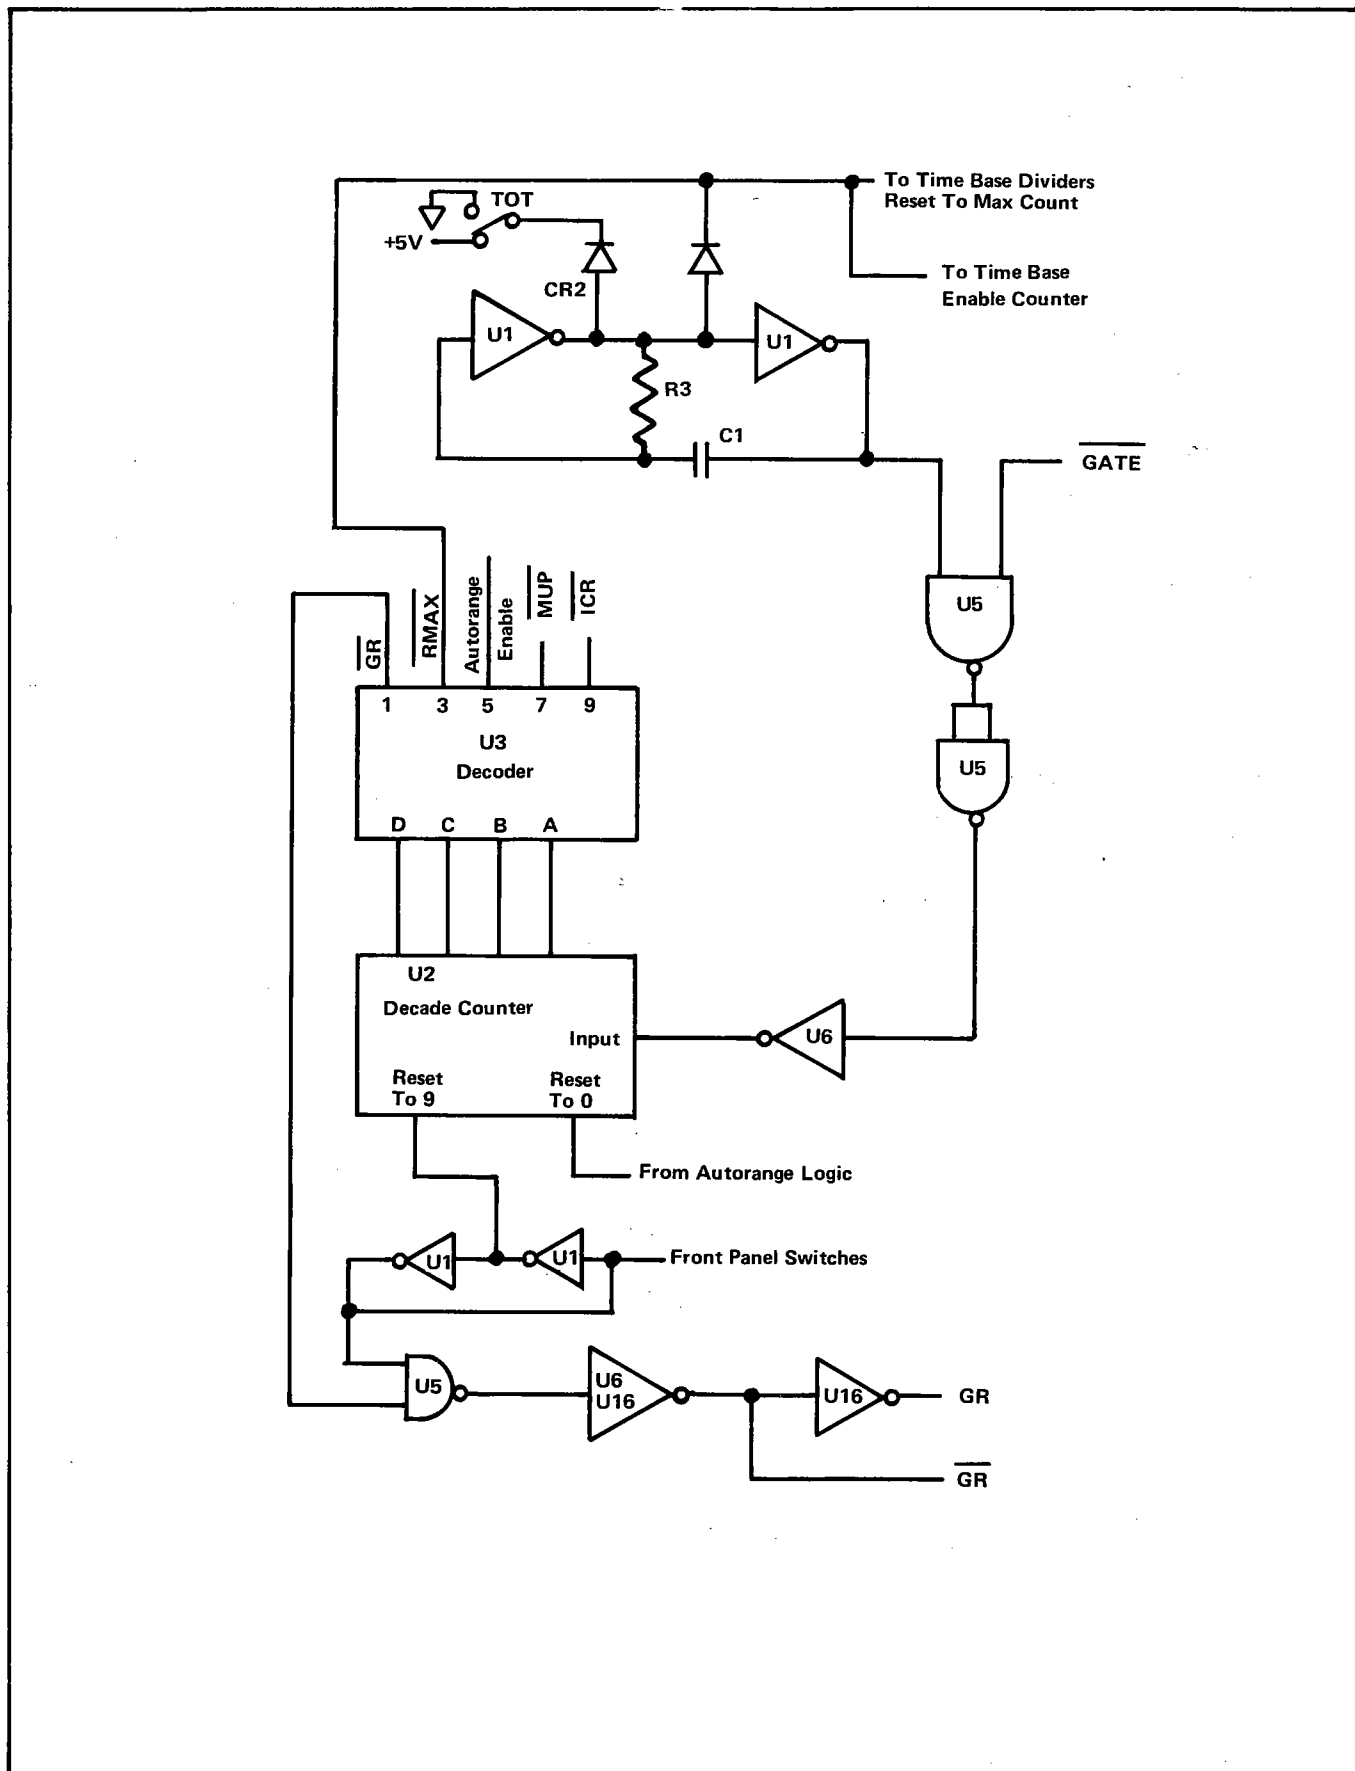 To Time Base Dividers
Reset To Max Count
TOT
+5V
To Time Base
Enable Counter
CR2
U1
U1
R3
C1
GATE
GR
RMAX
Autorange
Enable
MUP
ICR
U5
1 3 5 7 9
U3
Decoder
U5
D C B A
U2
Decade Counter
Input
U6
Reset
To 9
Reset
To 0
From Autorange Logic
U1
U1
Front Panel Switches
U5
U6
U16
U16
GR
GR